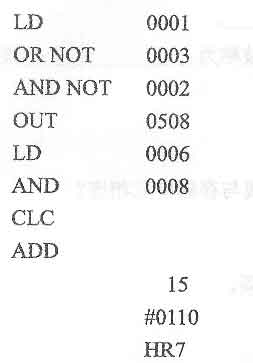 LD 0001
OR NOT 0003
AND NOT 0002
OUT 0508
LD 0006
AND 0008
CLC
ADD
15
#0110
HR7